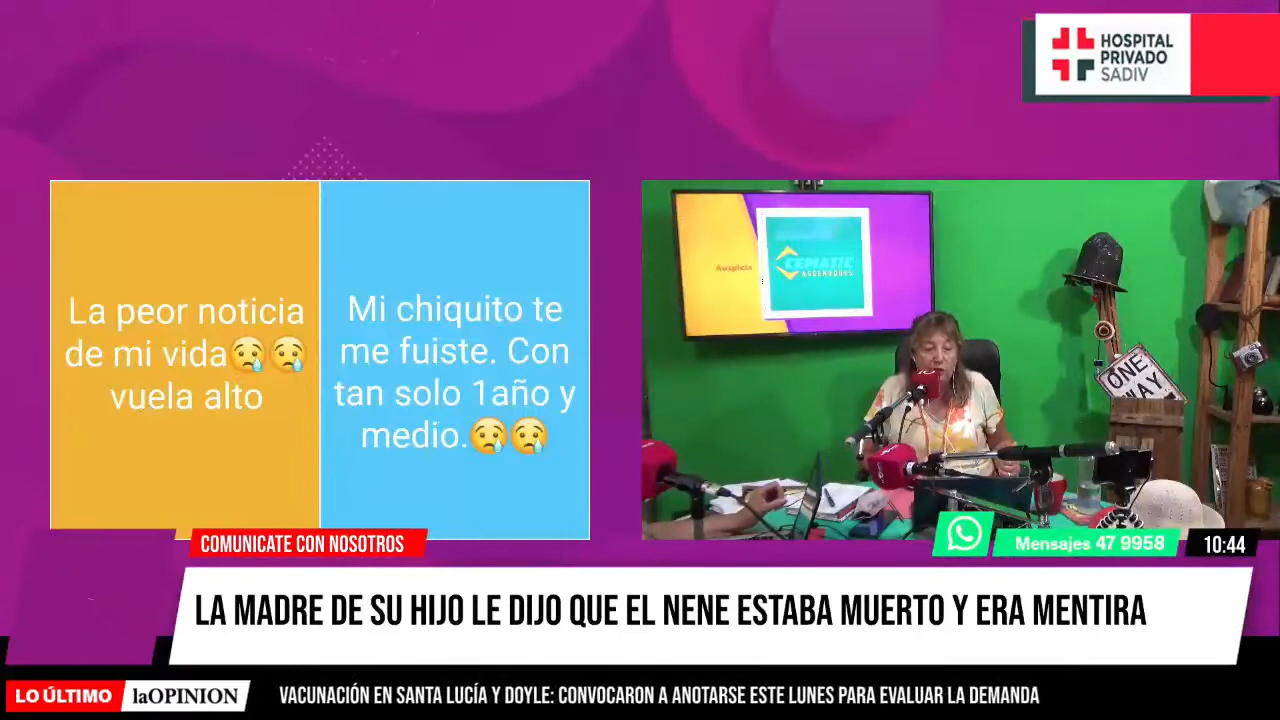 HOSPITAL
PRIVADO
SADIV
La peor noticia
de mi vida😢😢
vuela alto
Mi chiquito te
me fuiste. Con
tan solo 1año y
medio.😢😢
Auspicia
CEMATIC
ASCENSORES
ONE
WAY
COMUNICATE CON NOSOTROS
Mensajes 47 9958
10:44
LA MADRE DE SU HIJO LE DIJO QUE EL NENE ESTABA MUERTO Y ERA MENTIRA
LO ÚLTIMO
laOPINION
VACUNACIÓN EN SANTA LUCÍA Y DOYLE: CONVOCARON A ANOTARSE ESTE LUNES PARA EVALUAR LA DEMANDA